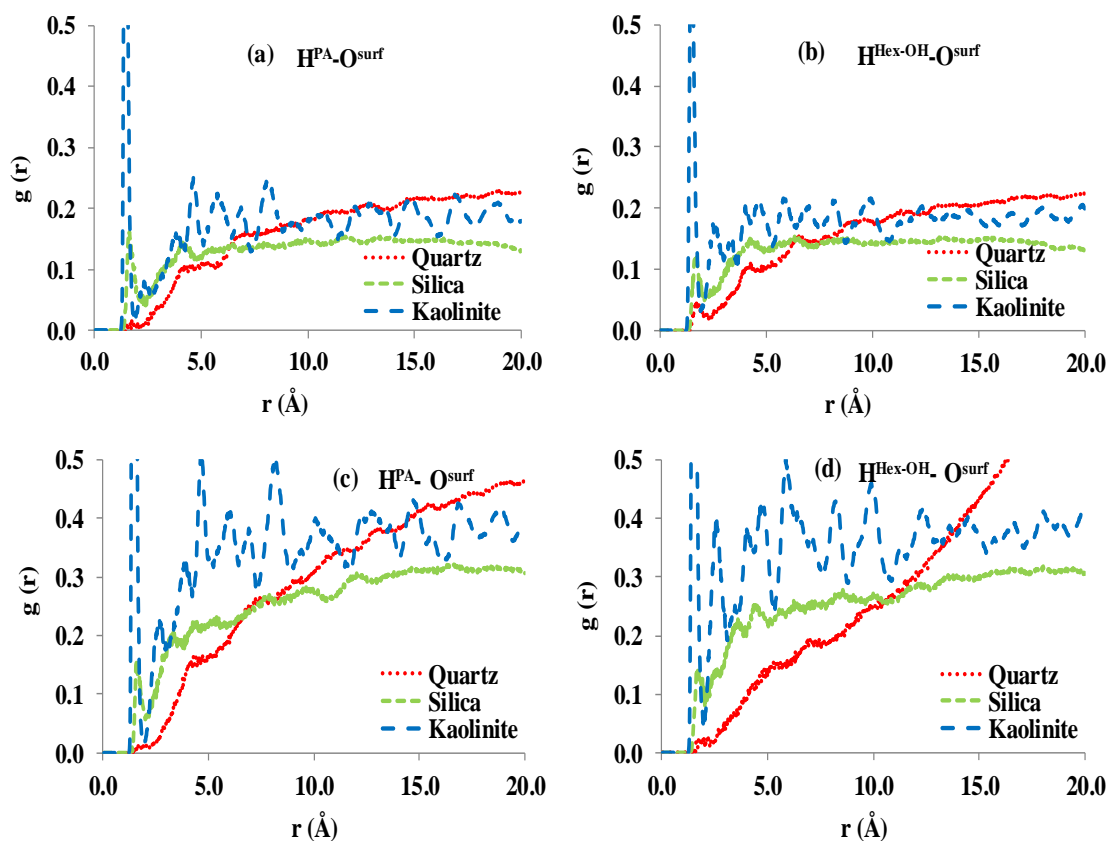 (a) H^PA-O^surf
g (r)
0.5
0.4
0.3
0.2
0.1
0.0
Quartz
Silica
Kaolinite
0.0 5.0 10.0 15.0 20.0
r (Å)
(b) H^Hex-OH-O^surf
g (r)
0.5
0.4
0.3
0.2
0.1
0.0
Quartz
Silica
Kaolinite
0.0 5.0 10.0 15.0 20.0
r (Å)
(c) H^PA- O^surf
g (r)
0.5
0.4
0.3
0.2
0.1
0.0
Quartz
Silica
Kaolinite
0.0 5.0 10.0 15.0 20.0
r (Å)
(d) H^Hex-OH- O^surf
g (r)
0.5
0.4
0.3
0.2
0.1
0.0
Quartz
Silica
Kaolinite
0.0 5.0 10.0 15.0 20.0
r (Å)